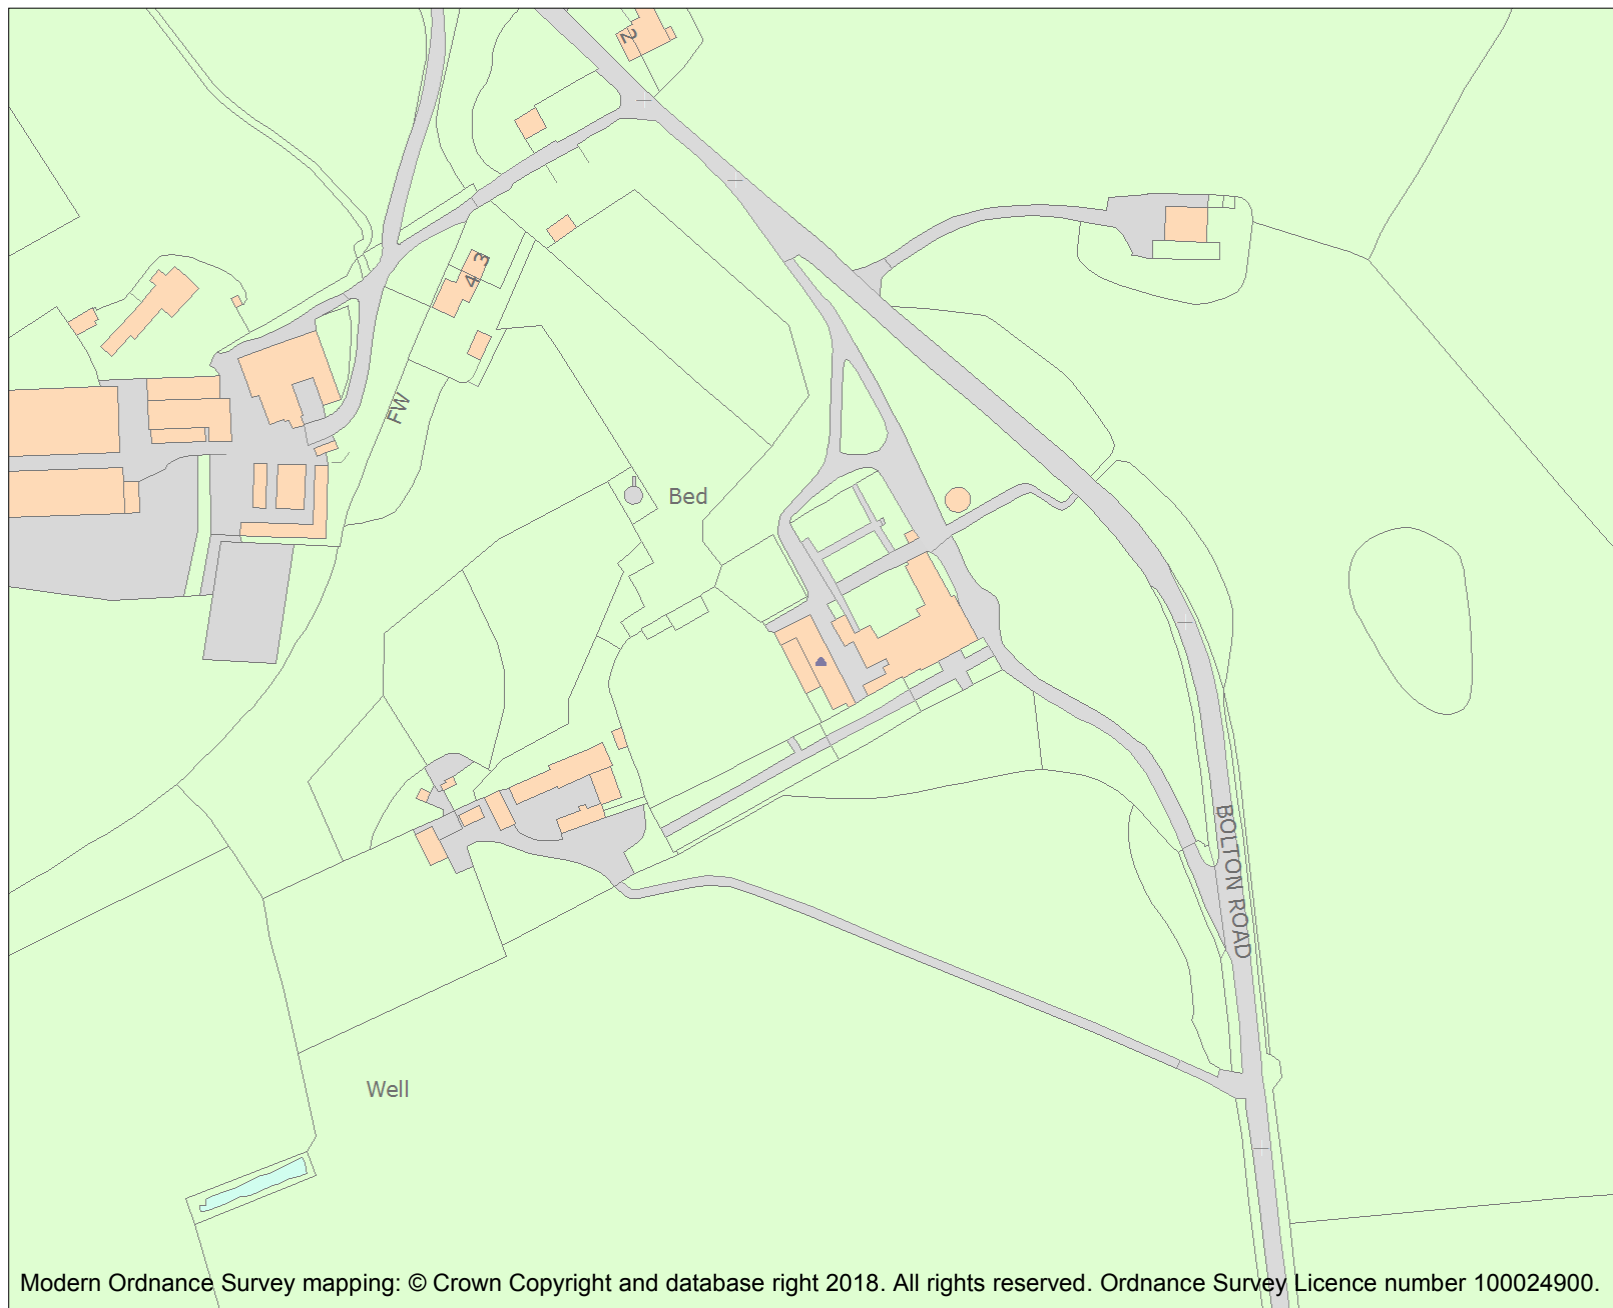 2
3
4
FW
Bed
BOLTON ROAD
Well
Modern Ordnance Survey mapping: © Crown Copyright and database right 2018. All rights reserved. Ordnance Survey Licence number 100024900.